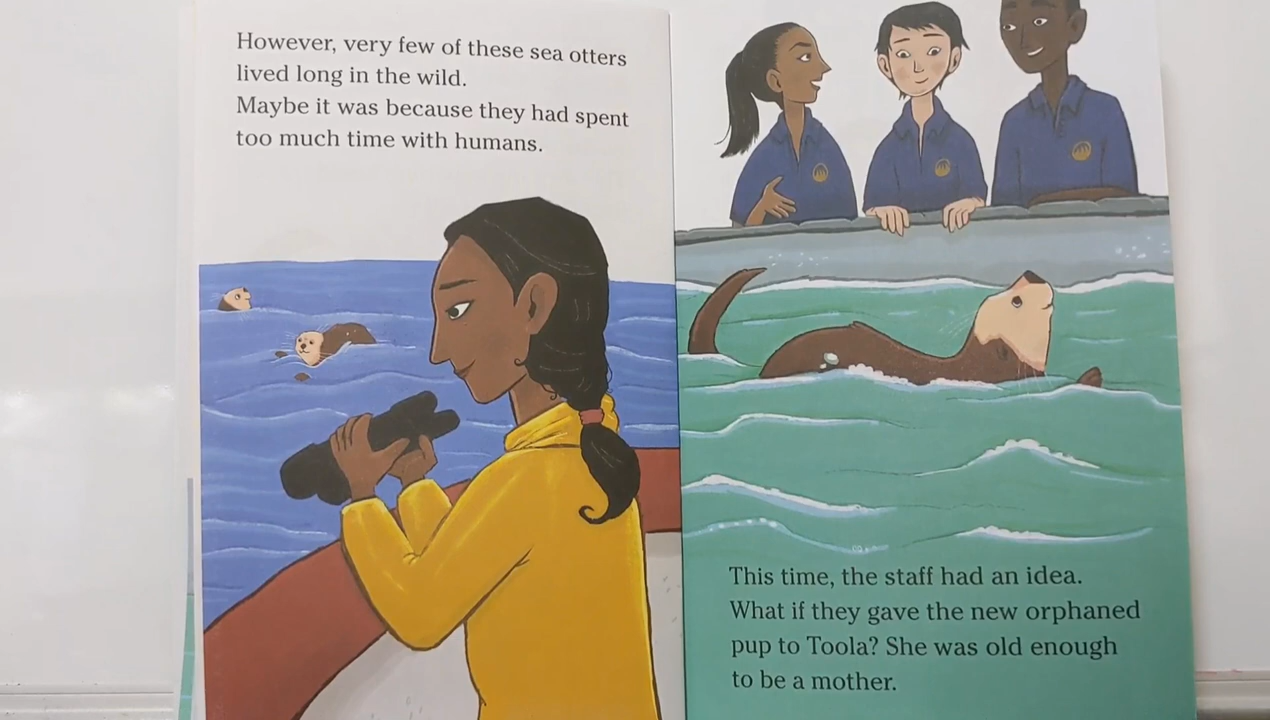 However, very few of these sea otters
lived long in the wild.
Maybe it was because they had spent
too much time with humans.
This time, the staff had an idea.
What if they gave the new orphaned
pup to Toola? She was old enough
to be a mother.